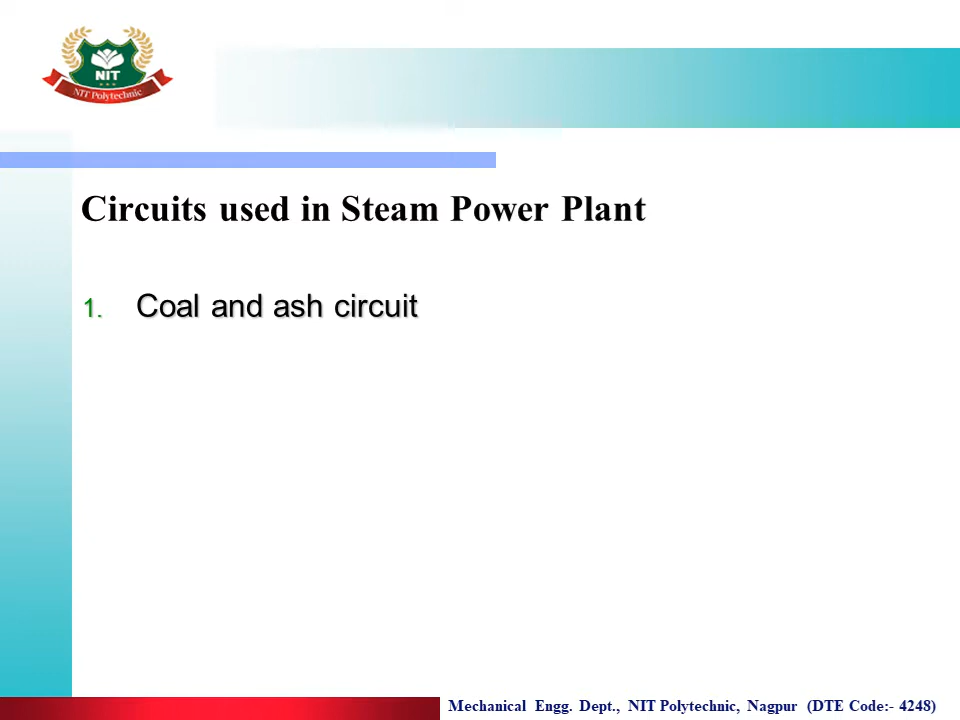 NIT
NIT Polytechnic
Circuits used in Steam Power Plant
1. Coal and ash circuit
Mechanical Engg. Dept., NIT Polytechnic, Nagpur (DTE Code:- 4248)